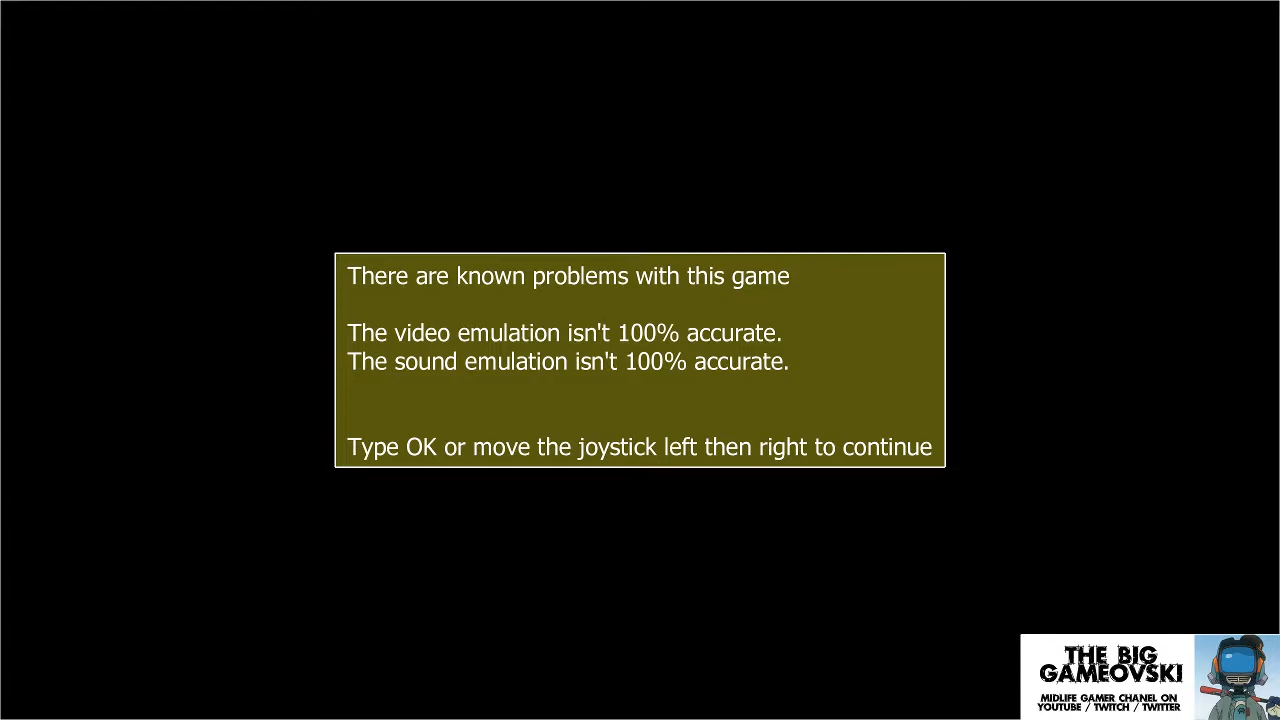 There are known problems with this game
The video emulation isn't 100% accurate.
The sound emulation isn't 100% accurate.
Type OK or move the joystick left then right to continue
THE BIG
GAMEOVSKI
MIDLIFE GAMER CHANEL ON
YOUTUBE / TWITCH / TWITTER